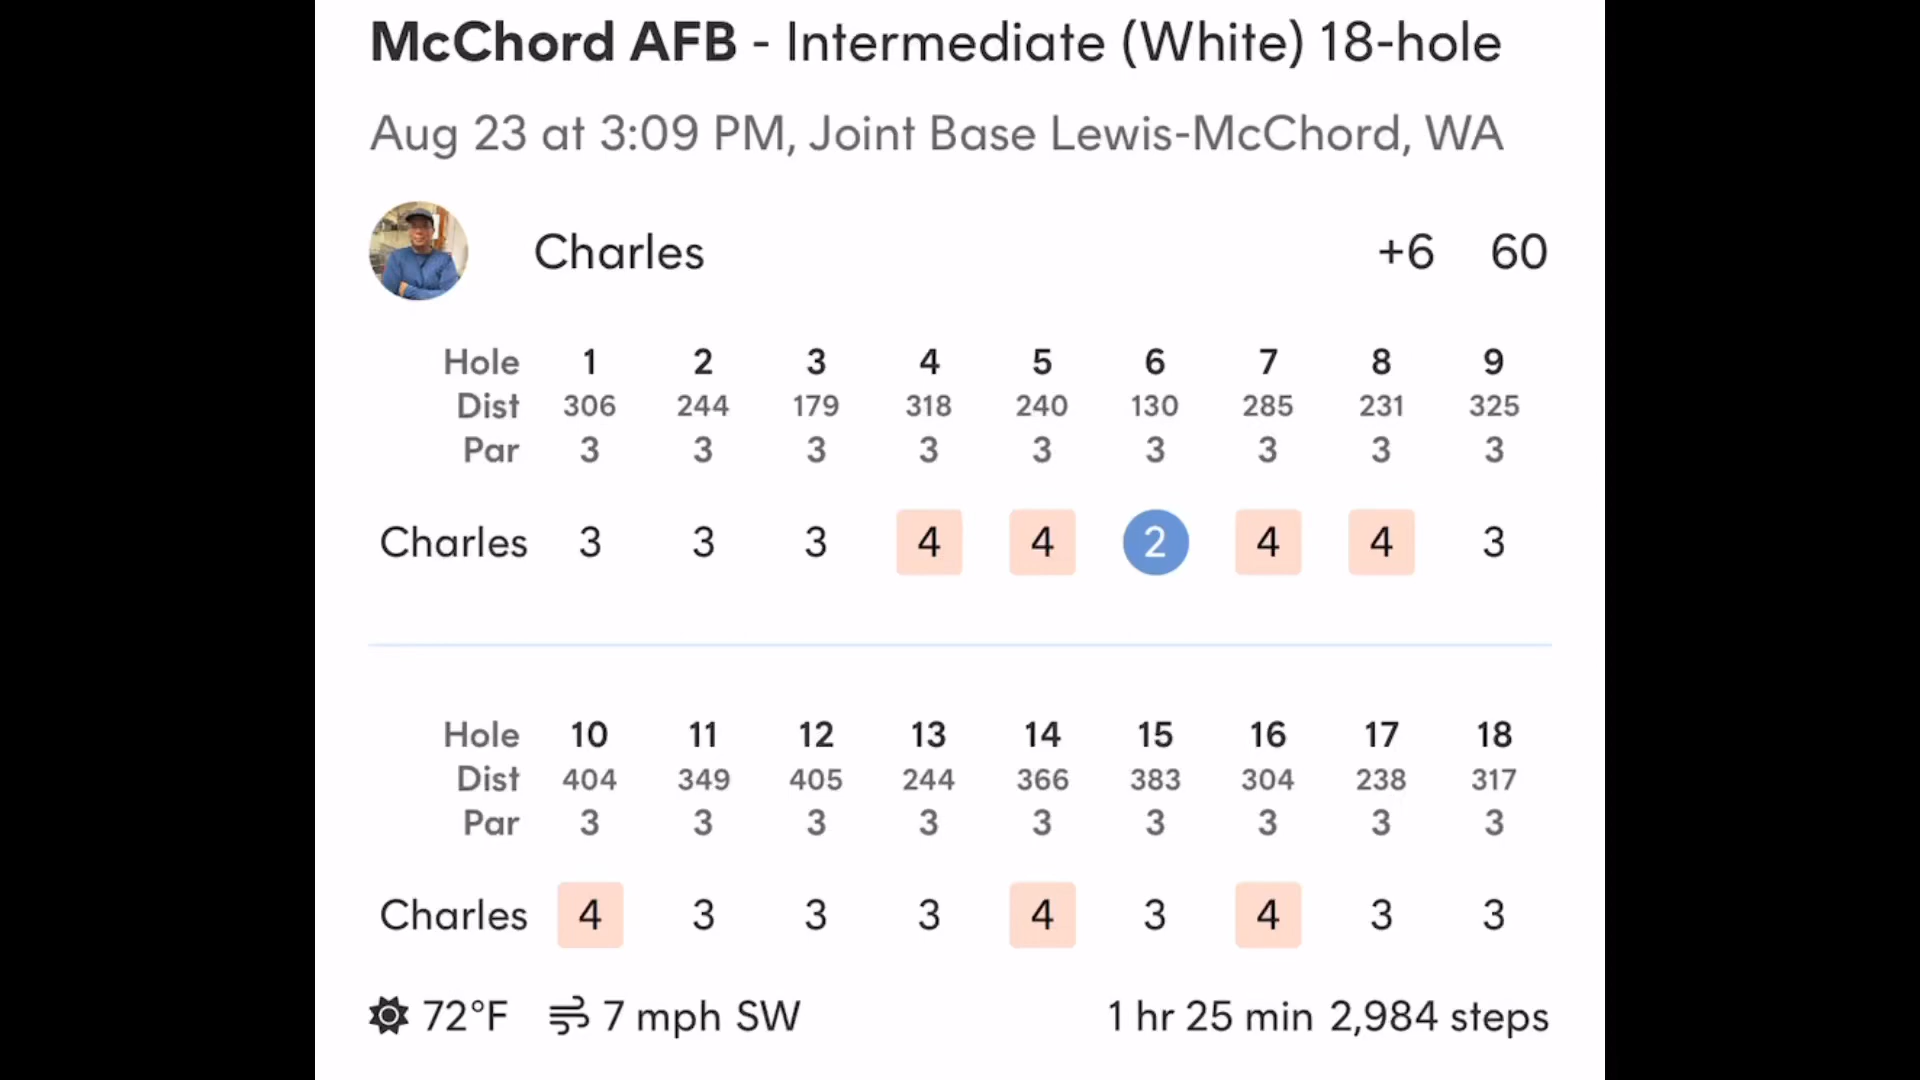 McChord AFB - Intermediate (White) 18-hole
Aug 23 at 3:09 PM, Joint Base Lewis-McChord, WA
Charles +6 60
Hole 1 2 3 4 5 6 7 8 9
Dist 306 244 179 318 240 130 285 231 325
Par 3 3 3 3 3 3 3 3 3
Charles 3 3 3 4 4 2 4 4 3
Hole 10 11 12 13 14 15 16 17 18
Dist 404 349 405 244 366 383 304 238 317
Par 3 3 3 3 3 3 3 3 3
Charles 4 3 3 3 4 3 4 3 3
72°F 7 mph SW 1 hr 25 min 2,984 steps